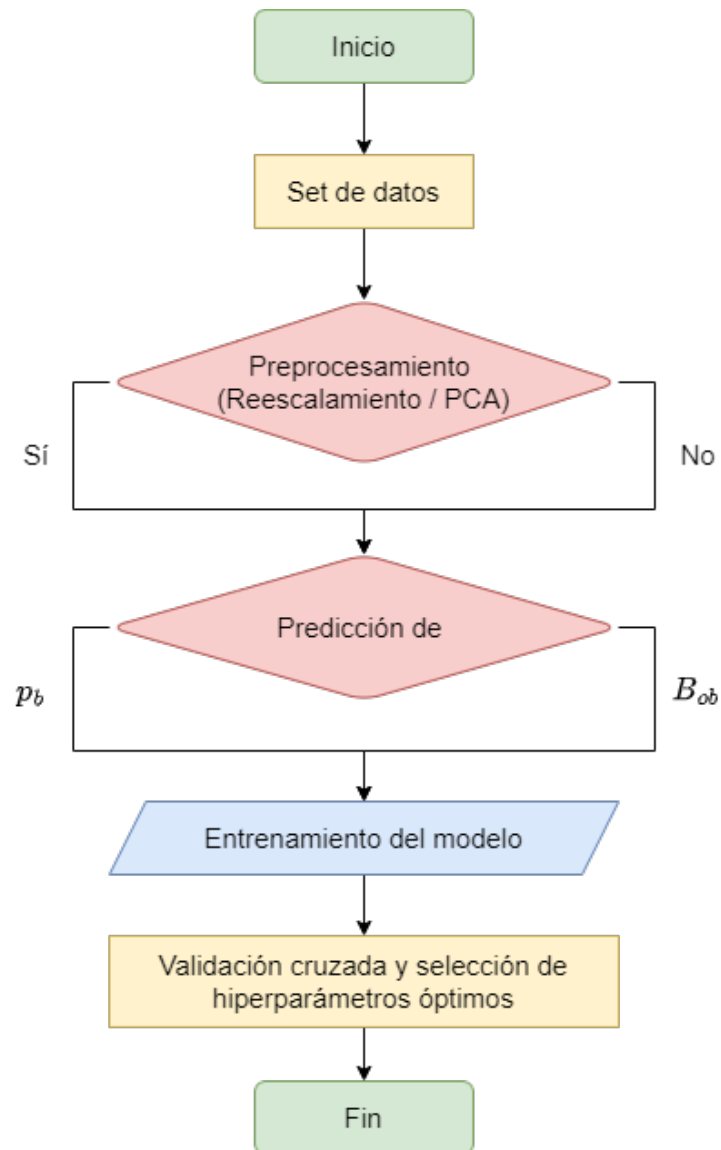 Inicio
Set de datos
Preprocesamiento
(Reescalamiento / PCA)
Sí
No
Predicción de
p_b
B_{ob}
Entrenamiento del modelo
Validación cruzada y selección de
hiperparámetros óptimos
Fin